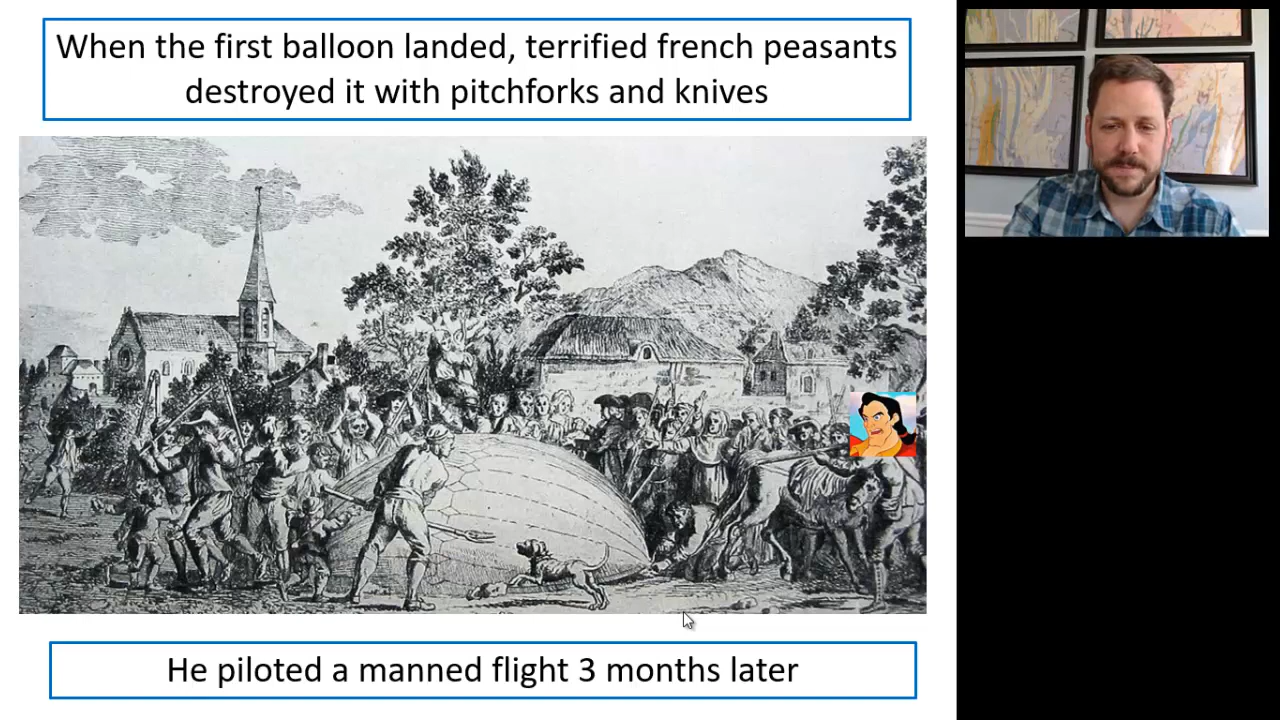 When the first balloon landed, terrified french peasants
destroyed it with pitchforks and knives
He piloted a manned flight 3 months later